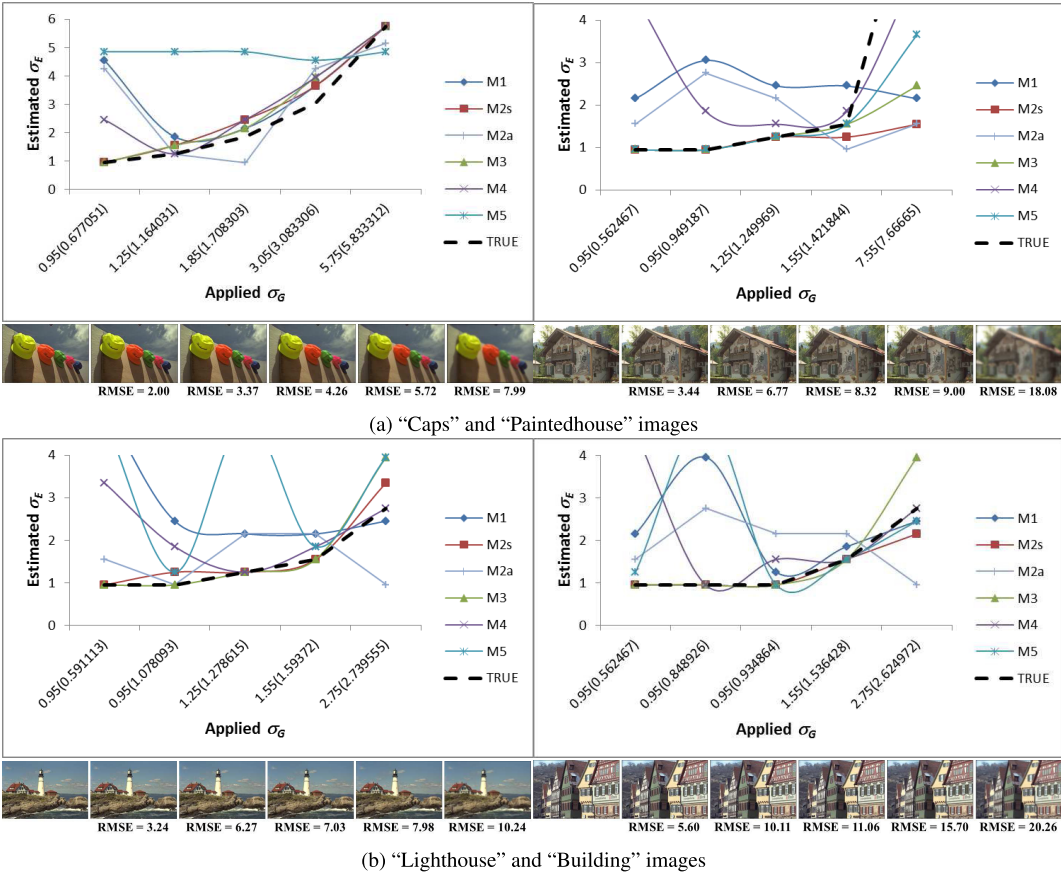 6
5
4
3
2
1
0
Estimated σE
0.95(0.677051)
1.25(1.164031)
1.85(1.708303)
3.05(3.083306)
5.75(5.833312)
Applied σG
M1
M2s
M2a
M3
M4
M5
TRUE
4
3
2
1
0
Estimated σE
0.95(0.562467)
0.95(0.949187)
1.25(1.249969)
1.55(1.421844)
7.55(7.66665)
Applied σG
M1
M2s
M2a
M3
M4
M5
TRUE
RMSE = 2.00 RMSE = 3.37 RMSE = 4.26 RMSE = 5.72 RMSE = 7.99 RMSE = 3.44 RMSE = 6.77 RMSE = 8.32 RMSE = 9.00 RMSE = 18.08
(a) “Caps” and “Paintedhouse” images
4
3
2
1
0
Estimated σE
0.95(0.591113)
0.95(1.078093)
1.25(1.278615)
1.55(1.59372)
2.75(2.739555)
Applied σG
M1
M2s
M2a
M3
M4
M5
TRUE
4
3
2
1
0
Estimated σE
0.95(0.562467)
0.95(0.848926)
0.95(0.934864)
1.55(1.536428)
2.75(2.624972)
Applied σG
M1
M2s
M2a
M3
M4
M5
TRUE
RMSE = 3.24 RMSE = 6.27 RMSE = 7.03 RMSE = 7.98 RMSE = 10.24 RMSE = 5.60 RMSE = 10.11 RMSE = 11.06 RMSE = 15.70 RMSE = 20.26
(b) “Lighthouse” and “Building” images